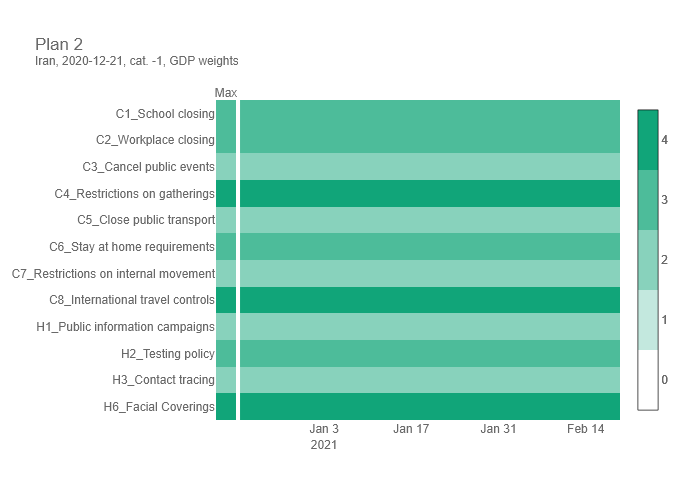 Plan 2
Iran, 2020-12-21, cat. -1, GDP weights
Max
C1_School closing
C2_Workplace closing
C3_Cancel public events
C4_Restrictions on gatherings
C5_Close public transport
C6_Stay at home requirements
C7_Restrictions on internal movement
C8_International travel controls
H1_Public information campaigns
H2_Testing policy
H3_Contact tracing
H6_Facial Coverings
Jan 3
2021
Jan 17
Jan 31
Feb 14
4
3
2
1
0